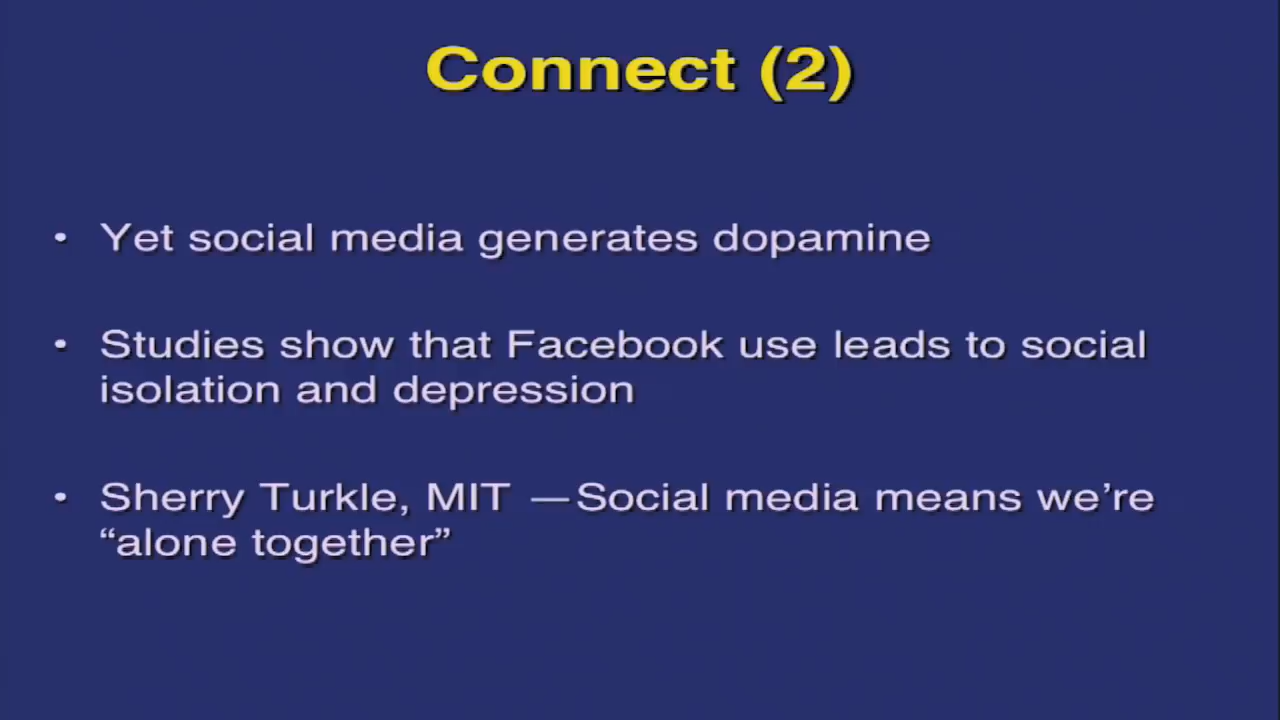 Connect (2)
• Yet social media generates dopamine
• Studies show that Facebook use leads to social
isolation and depression
• Sherry Turkle, MIT —Social media means we’re
“alone together”